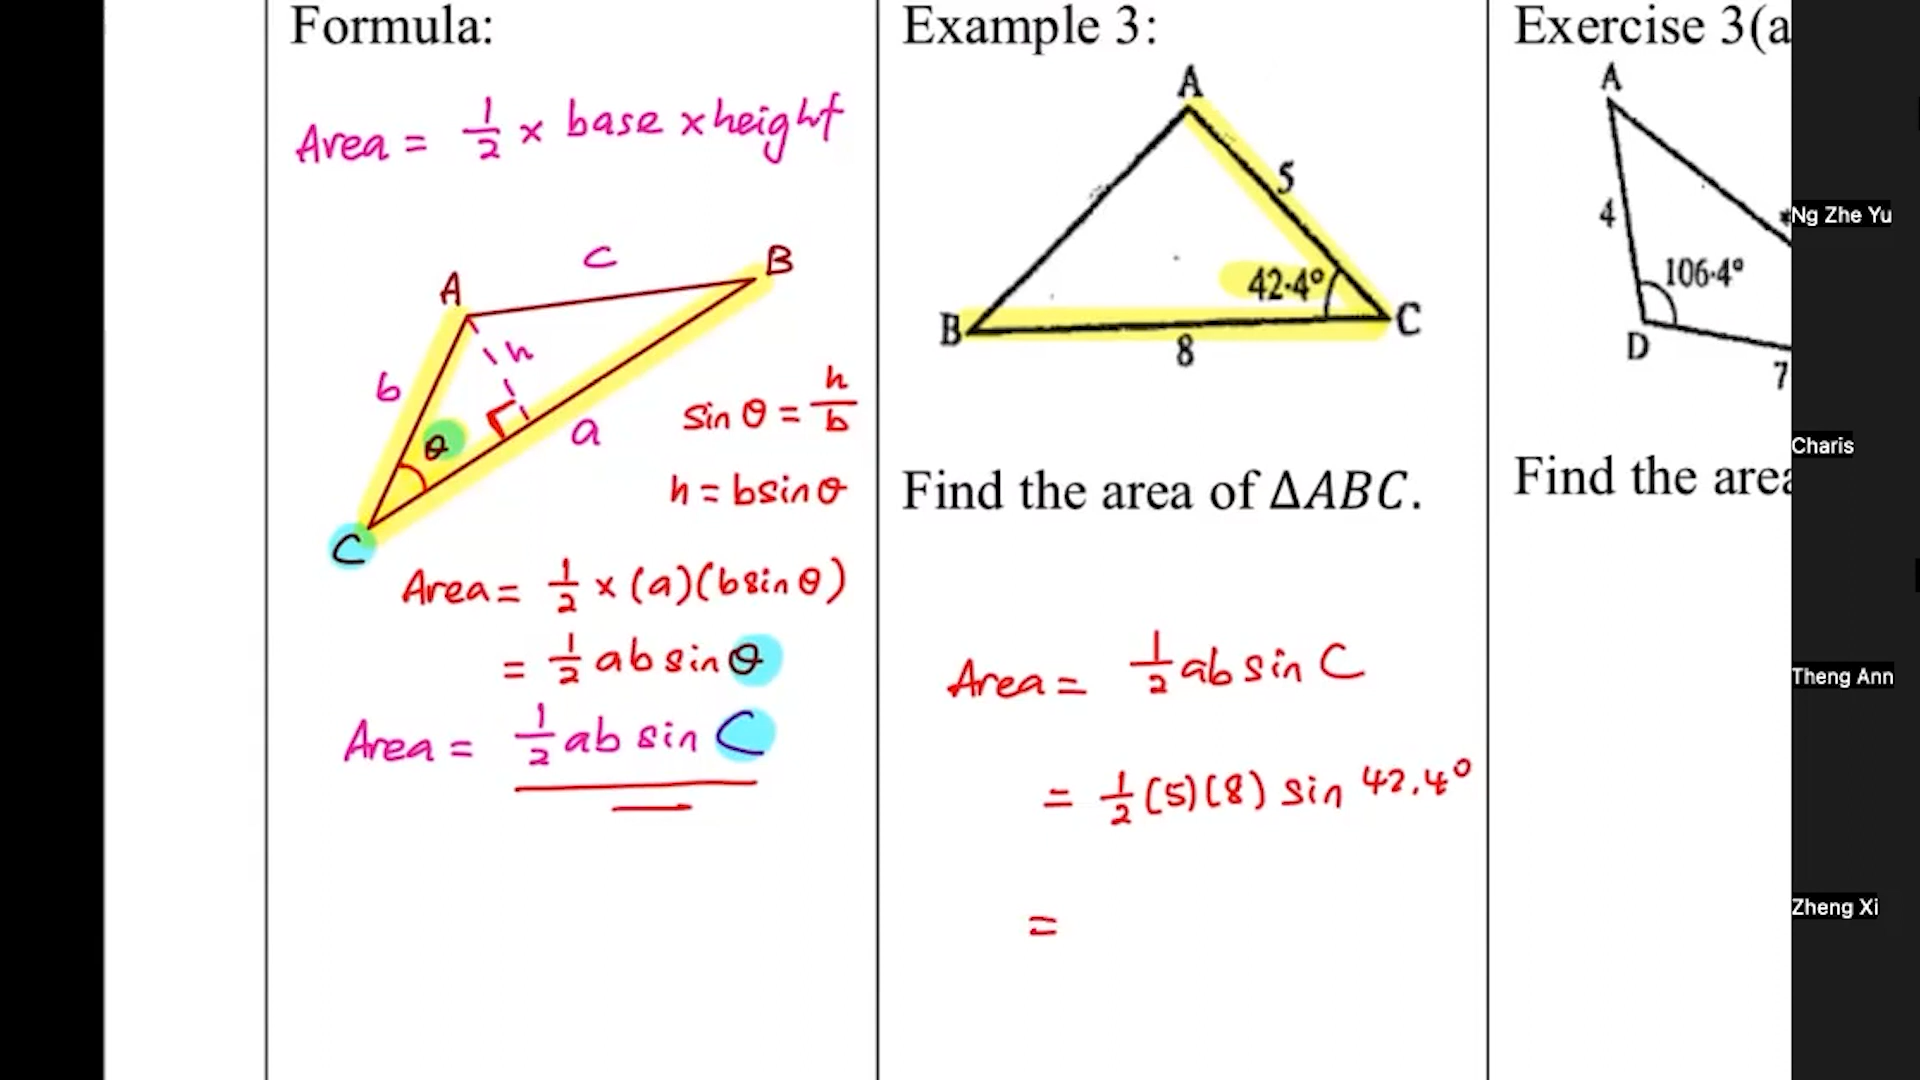 Formula:
Area = 1/2 × base × height
A
c
B
b
h
θ
a
C
sin θ = h/b
h = b sin θ
Area = 1/2 × (a)(b sin θ)
= 1/2 ab sin θ
Area = 1/2 ab sin C
Example 3:
A
5
42·4°
B
8
C
Find the area of ΔABC.
Area = 1/2 ab sin C
= 1/2 (5)(8) sin 42.4°
=
Exercise 3(a
A
4
106·4°
D
7
Find the area
Ng Zhe Yu
Charis
Theng Ann
Zheng Xi